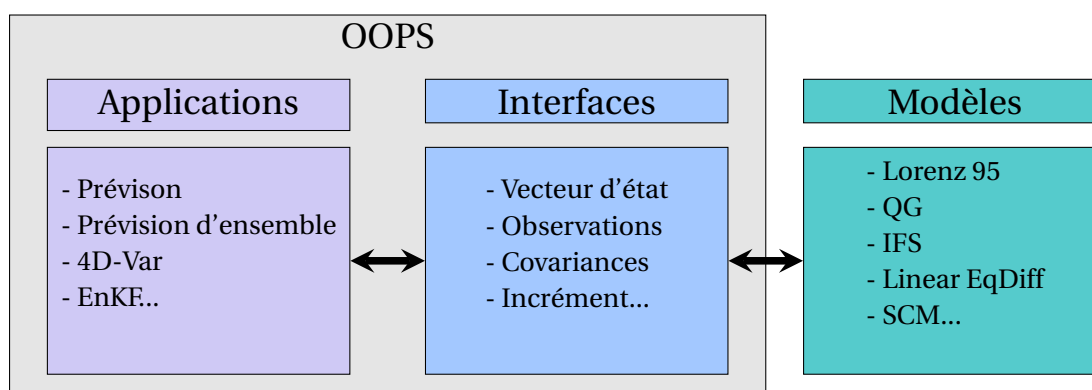 OOPS
Applications
- Prévison
- Prévision d'ensemble
- 4D-Var
- EnKF...
Interfaces
- Vecteur d'état
- Observations
- Covariances
- Incrément...
Modèles
- Lorenz 95
- QG
- IFS
- Linear EqDiff
- SCM...